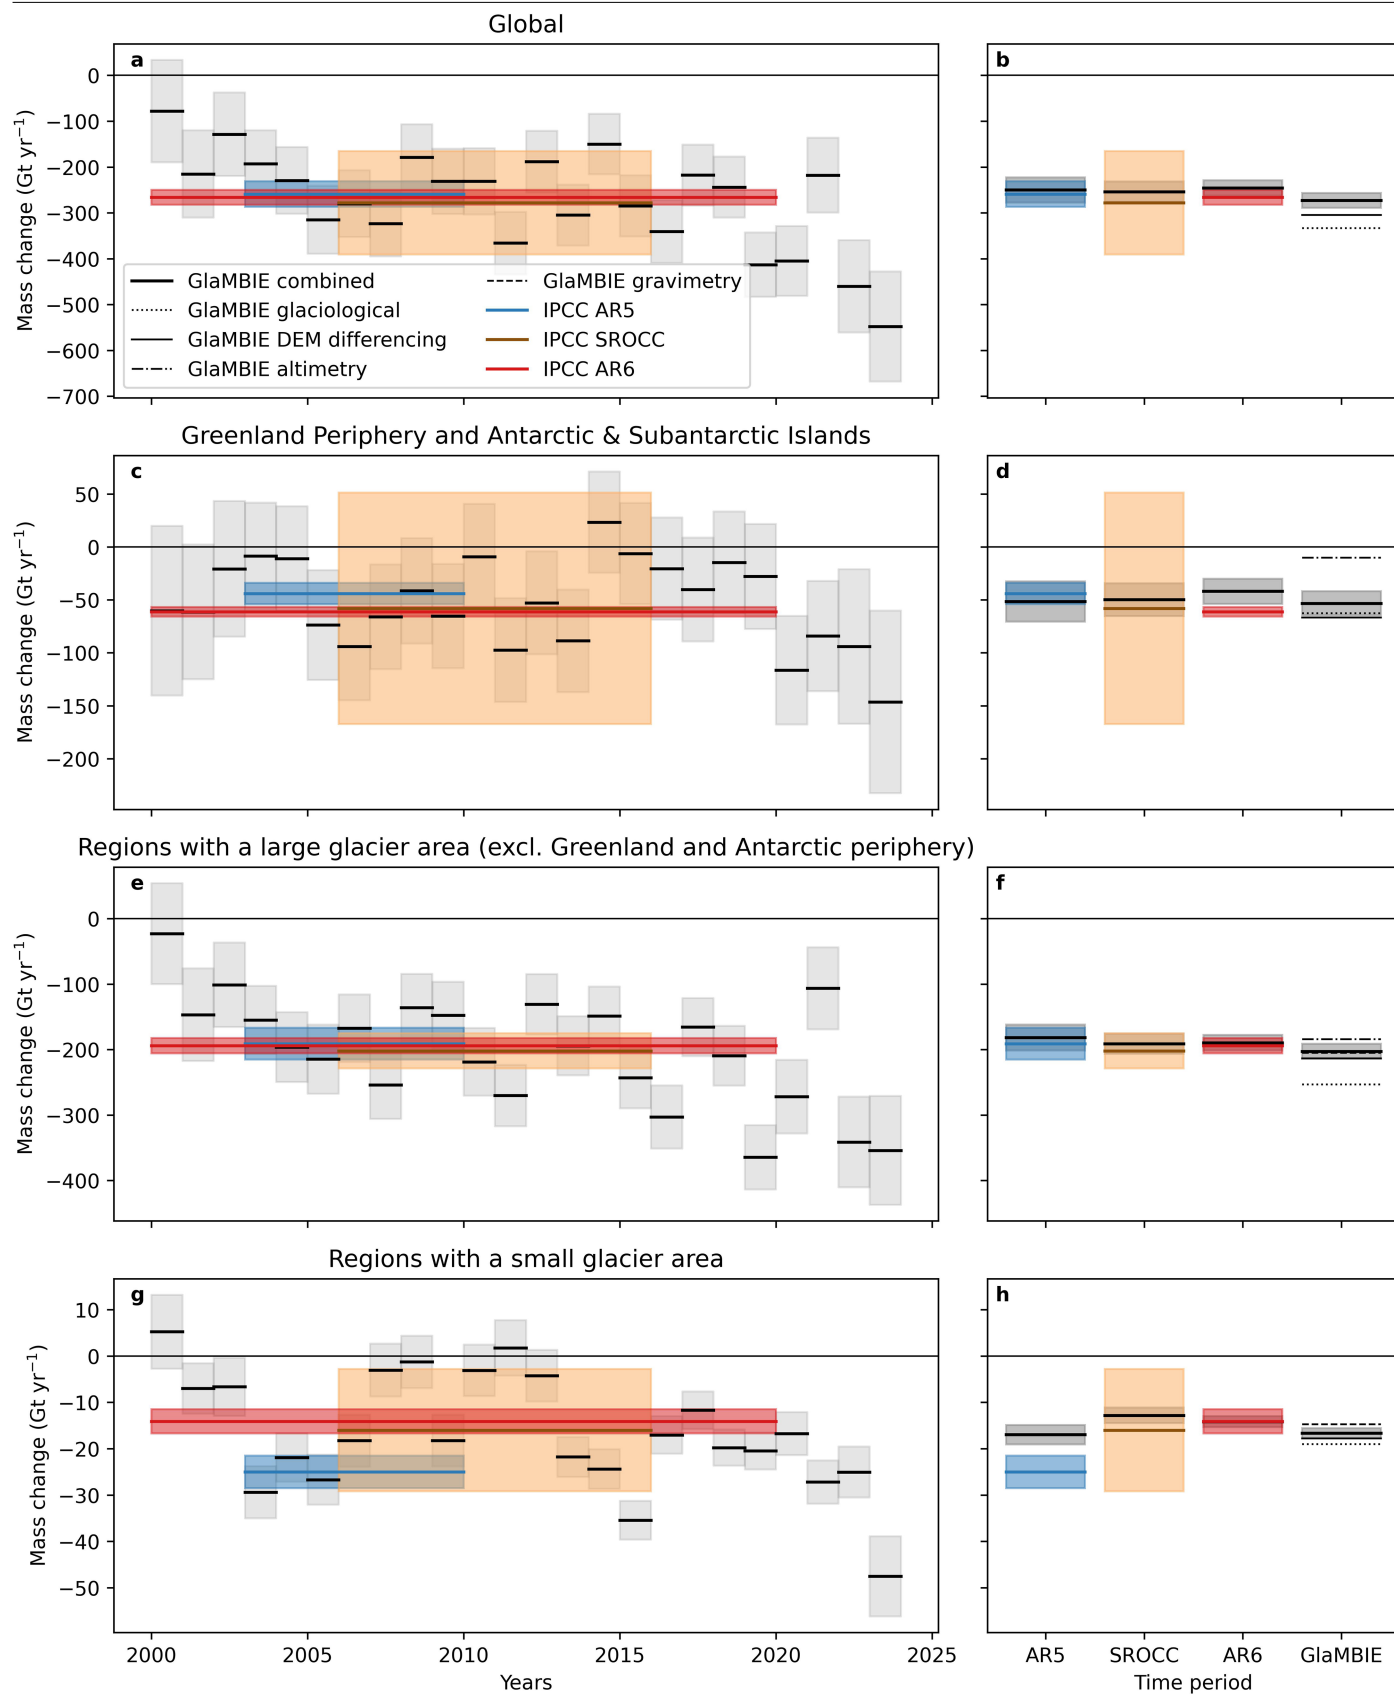 Global
a
b
0
−100
−200
−300
−400
−500
−600
−700
Mass change (Gt yr⁻¹)
GlaMBIE combined
GlaMBIE glaciological
GlaMBIE DEM differencing
GlaMBIE altimetry
GlaMBIE gravimetry
IPCC AR5
IPCC SROCC
IPCC AR6
Greenland Periphery and Antarctic & Subantarctic Islands
c
d
50
0
−50
−100
−150
−200
Mass change (Gt yr⁻¹)
Regions with a large glacier area (excl. Greenland and Antarctic periphery)
e
f
0
−100
−200
−300
−400
Mass change (Gt yr⁻¹)
Regions with a small glacier area
g
h
10
0
−10
−20
−30
−40
−50
Mass change (Gt yr⁻¹)
2000 2005 2010 2015 2020 2025
Years
AR5 SROCC AR6 GlaMBIE
Time period